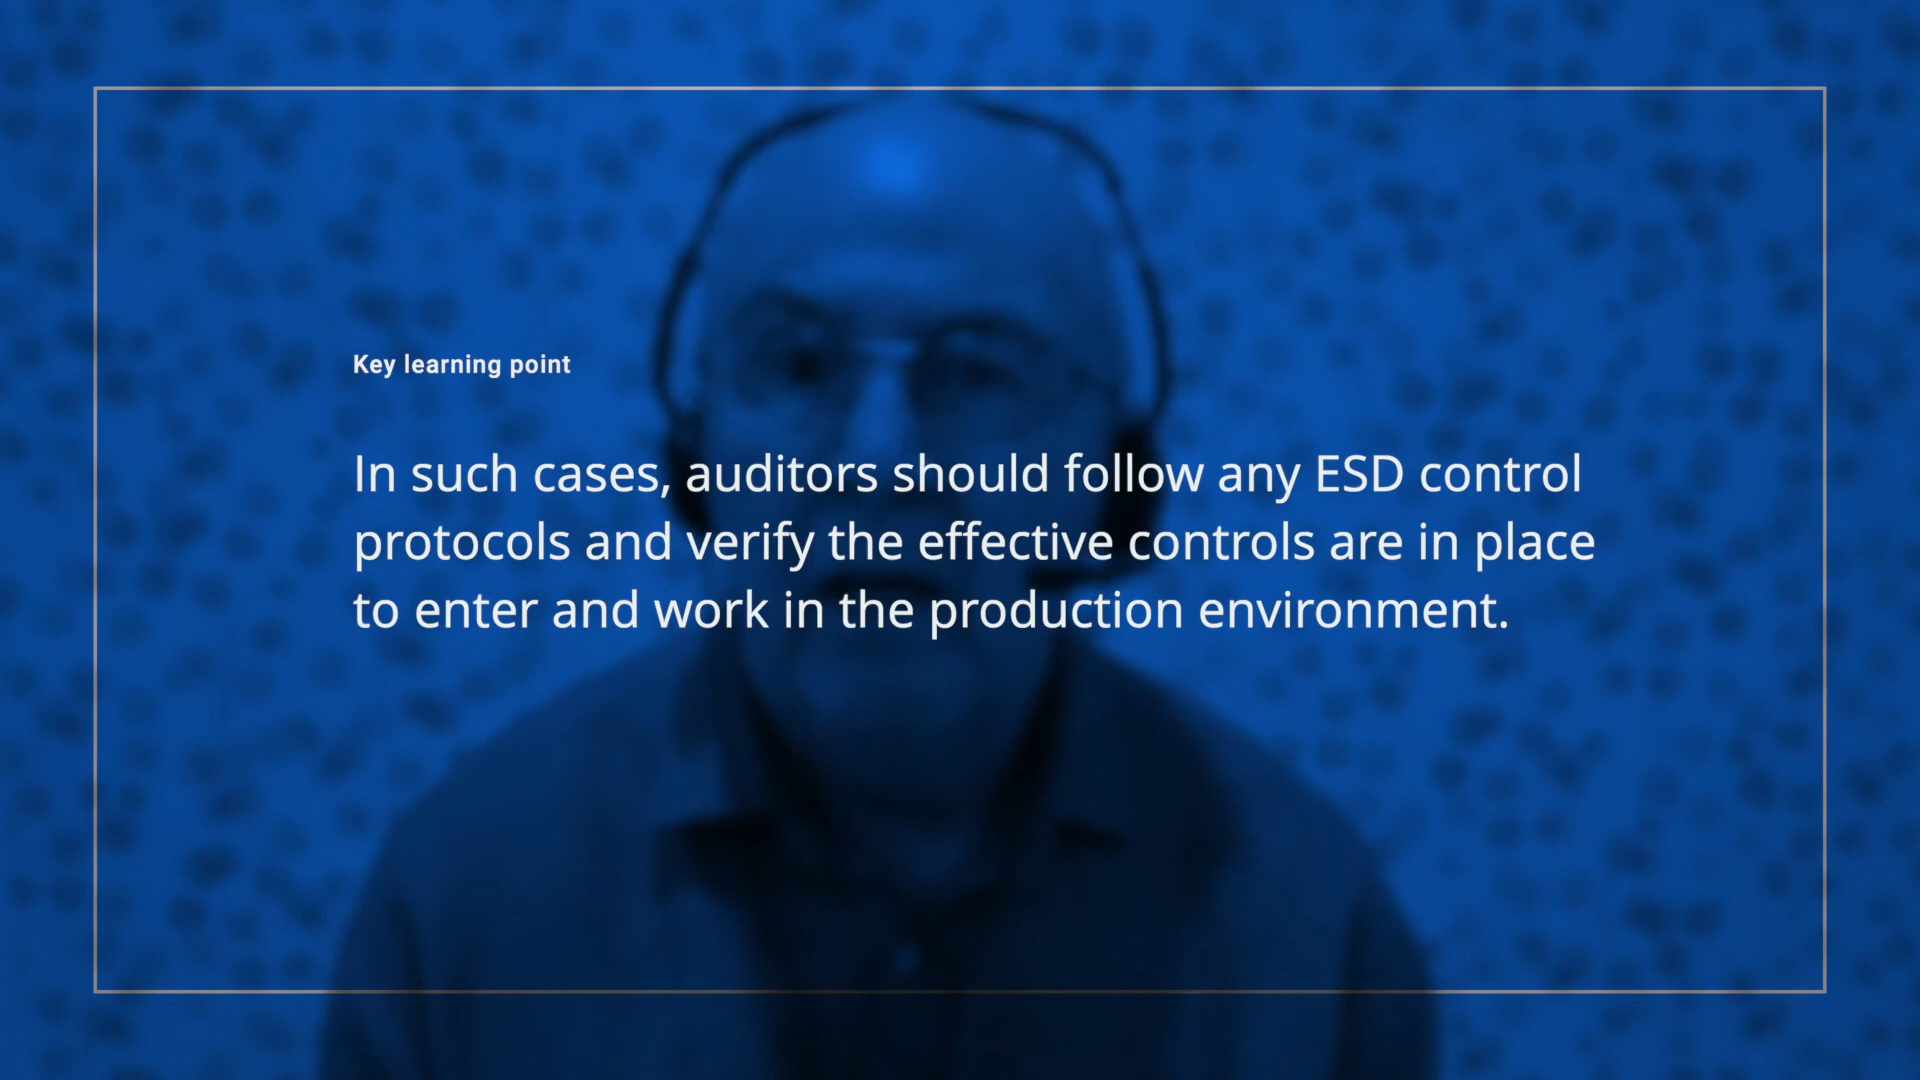 Key learning point
In such cases, auditors should follow any ESD control
protocols and verify the effective controls are in place
to enter and work in the production environment.